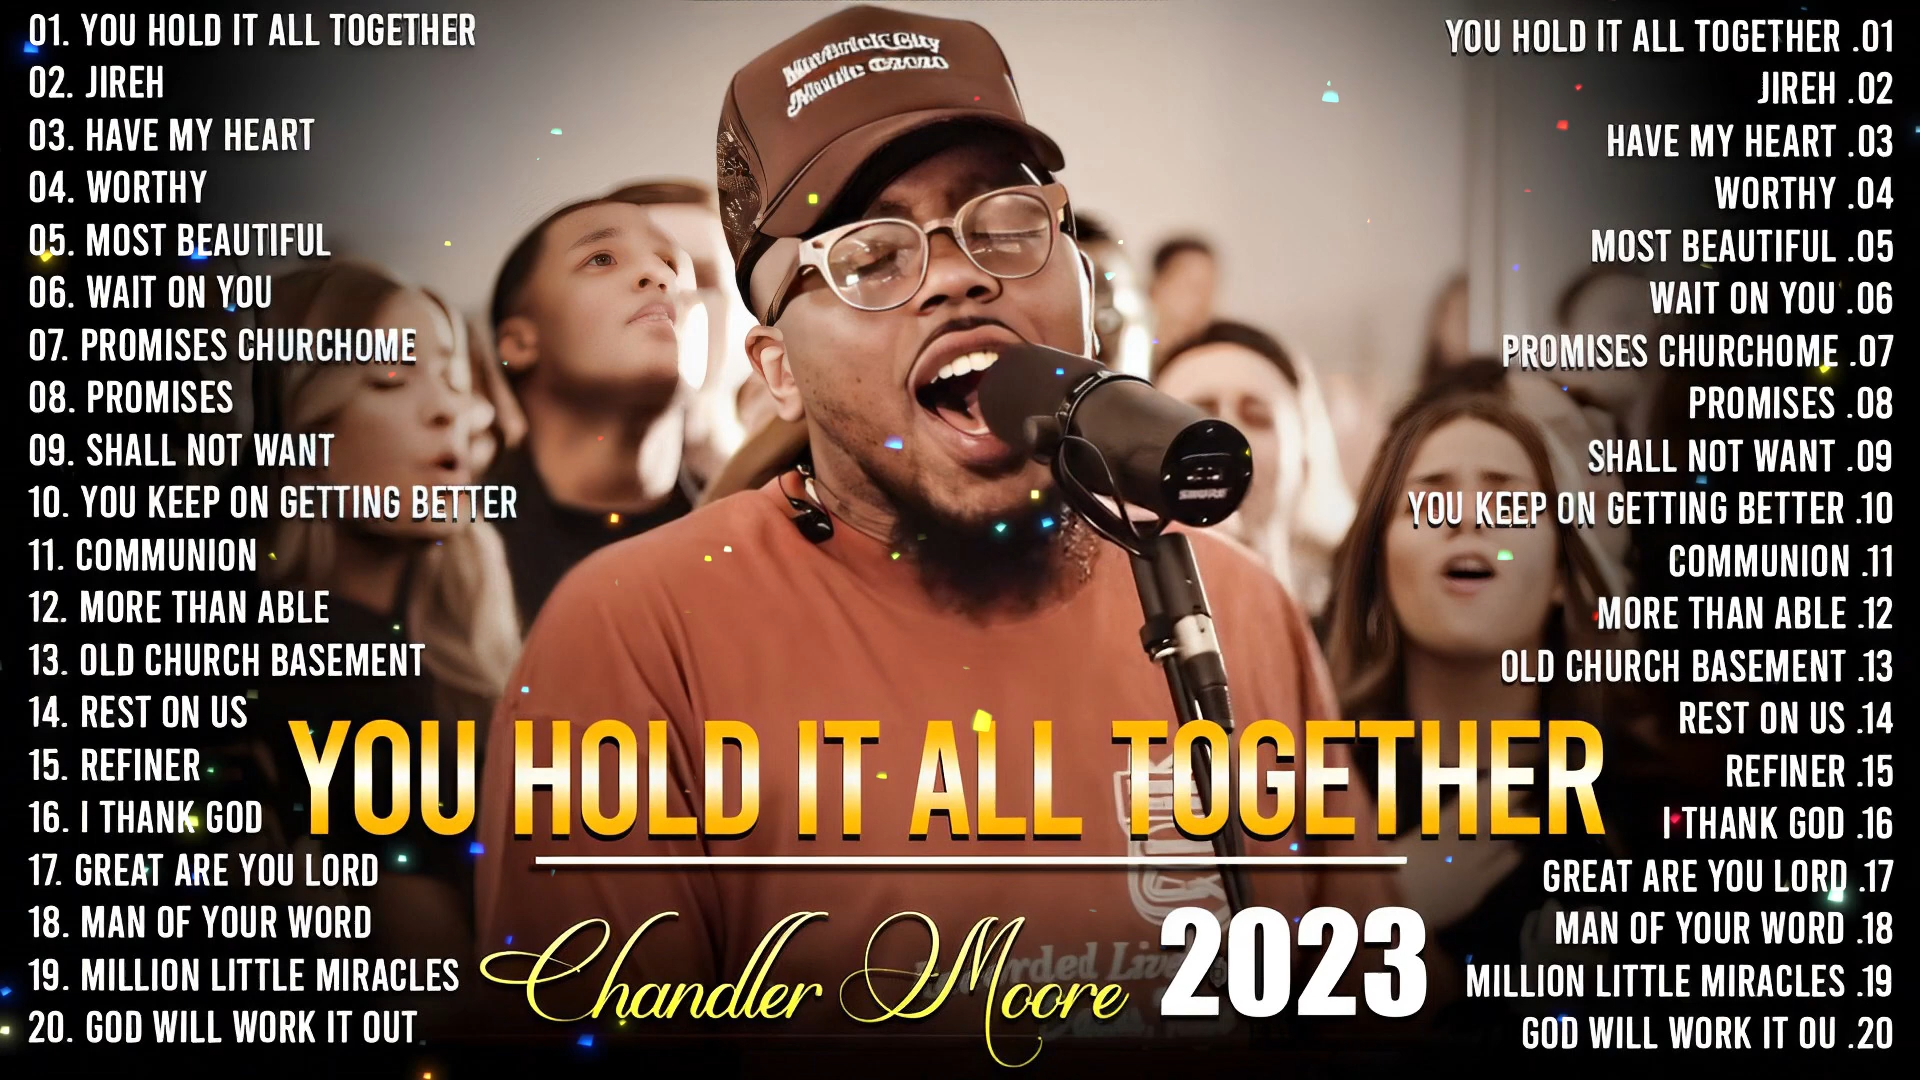 01. YOU HOLD IT ALL TOGETHER
02. JIREH
03. HAVE MY HEART
04. WORTHY
05. MOST BEAUTIFUL
06. WAIT ON YOU
07. PROMISES CHURCHOME
08. PROMISES
09. SHALL NOT WANT
10. YOU KEEP ON GETTING BETTER
11. COMMUNION
12. MORE THAN ABLE
13. OLD CHURCH BASEMENT
14. REST ON US
15. REFINER
16. I THANK GOD
17. GREAT ARE YOU LORD
18. MAN OF YOUR WORD
19. MILLION LITTLE MIRACLES
20. GOD WILL WORK IT OUT
SHURE
YOU HOLD IT ALL TOGETHER
Chandler Moore 2023
YOU HOLD IT ALL TOGETHER .01
JIREH .02
HAVE MY HEART .03
WORTHY .04
MOST BEAUTIFUL .05
WAIT ON YOU .06
PROMISES CHURCHOME .07
PROMISES .08
SHALL NOT WANT .09
YOU KEEP ON GETTING BETTER .10
COMMUNION .11
MORE THAN ABLE .12
OLD CHURCH BASEMENT .13
REST ON US .14
REFINER .15
I THANK GOD .16
GREAT ARE YOU LORD .17
MAN OF YOUR WORD .18
MILLION LITTLE MIRACLES .19
GOD WILL WORK IT OU .20